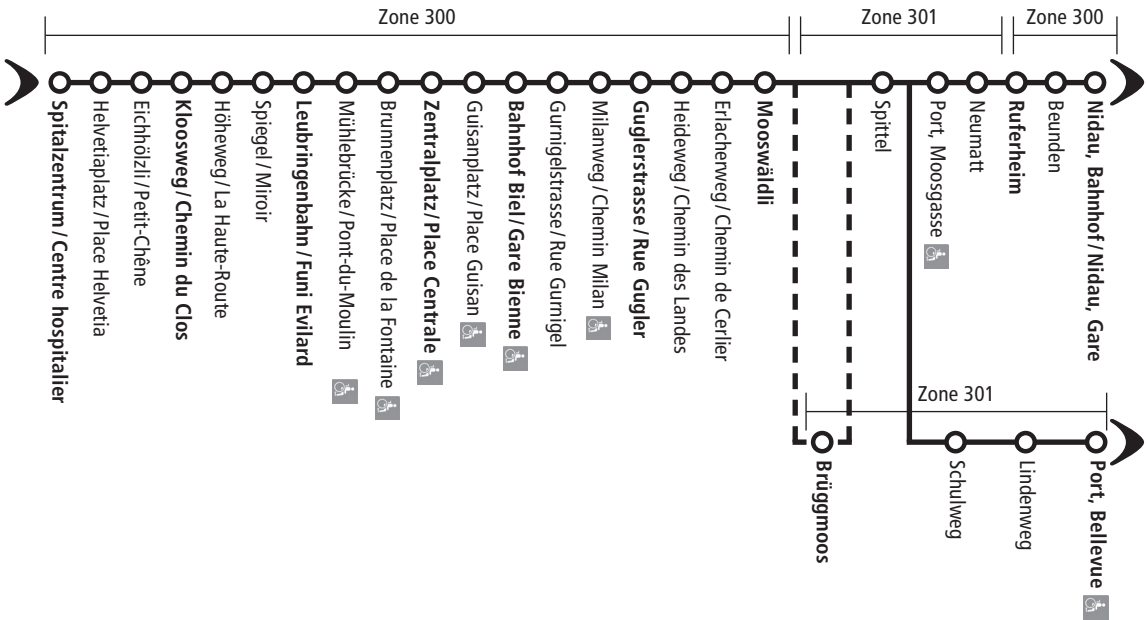 Zone 300
Zone 301
Zone 300
Spitalzentrum/Centre hospitalier
Helvetiaplatz/Place Helvetia
Eichhölzli/Petit-Chêne
Kloosweg/Chemin du Clos
Höheweg/La Haute-Route
Spiegel/Miroir
Leubringenbahn/Funi Evilard
Mühlebrücke/Pont-du-Moulin
Brunnenplatz/Place de la Fontaine
Zentralplatz/Place Centrale
Guisanplatz/Place Guisan
Bahnhof Biel/Gare Bienne
Gurnigelstrasse/Rue Gurnigel
Milanweg/Chemin Milan
Guglerstrasse/Rue Gugler
Heideweg/Chemin des Landes
Erlacherweg/Chemin de Cerlier
Mooswäldli
Spittel
Port, Moosgasse
Neumatt
Ruferheim
Beunden
Nidau, Bahnhof/Nidau, Gare
Zone 301
Brüggmoos
Schulweg
Lindenweg
Port, Bellevue